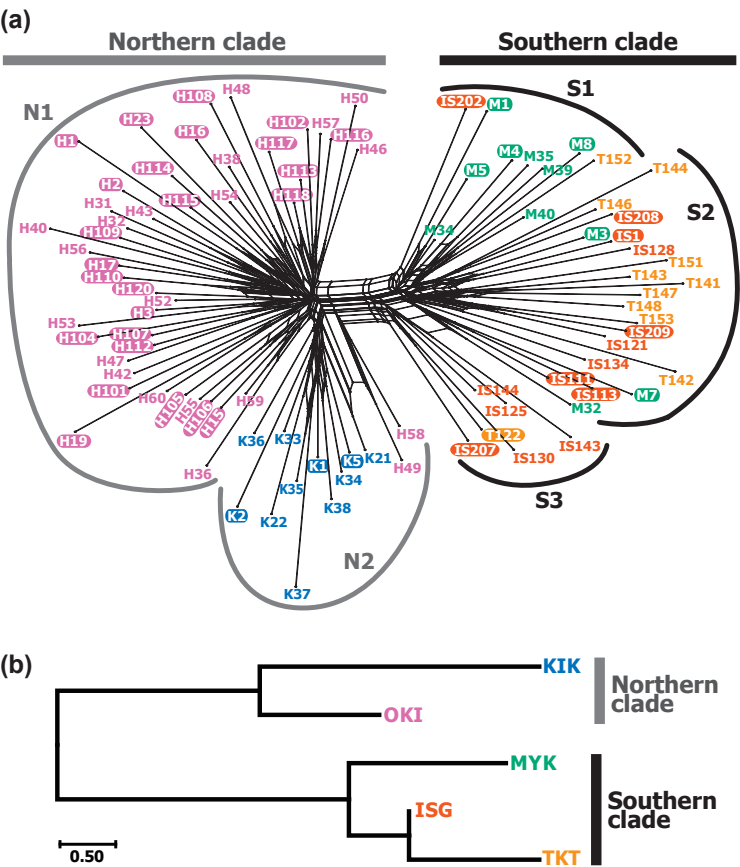 (a)
Northern clade
Southern clade
N1
S1
S2
S3
N2
H108
H48
H50
H23
H102
H57
H116
H16
H117
H46
H1
H38
H114
H113
H2
H115
H54
H118
H31
H43
H32
H40
H109
H56
H17
H110
H120
H52
H3
H53
H104
H107
H112
H47
H42
H101
H60
H105
H55
H106
H15
H59
H19
H36
H58
H49
K36
K33
K1
K5
K21
K34
K35
K2
K22
K38
K37
IS202
M1
M8
M4
M35
M39
T152
T144
M5
M40
T146
IS208
M34
M3
IS1
IS128
T151
T143
T141
T147
T148
T153
IS209
IS121
IS134
IS111
T142
IS113
M7
M32
IS144
IS125
T122
IS143
IS207
IS130
(b)
KIK
OKI
Northern
clade
MYK
ISG
TKT
Southern
clade
0.50